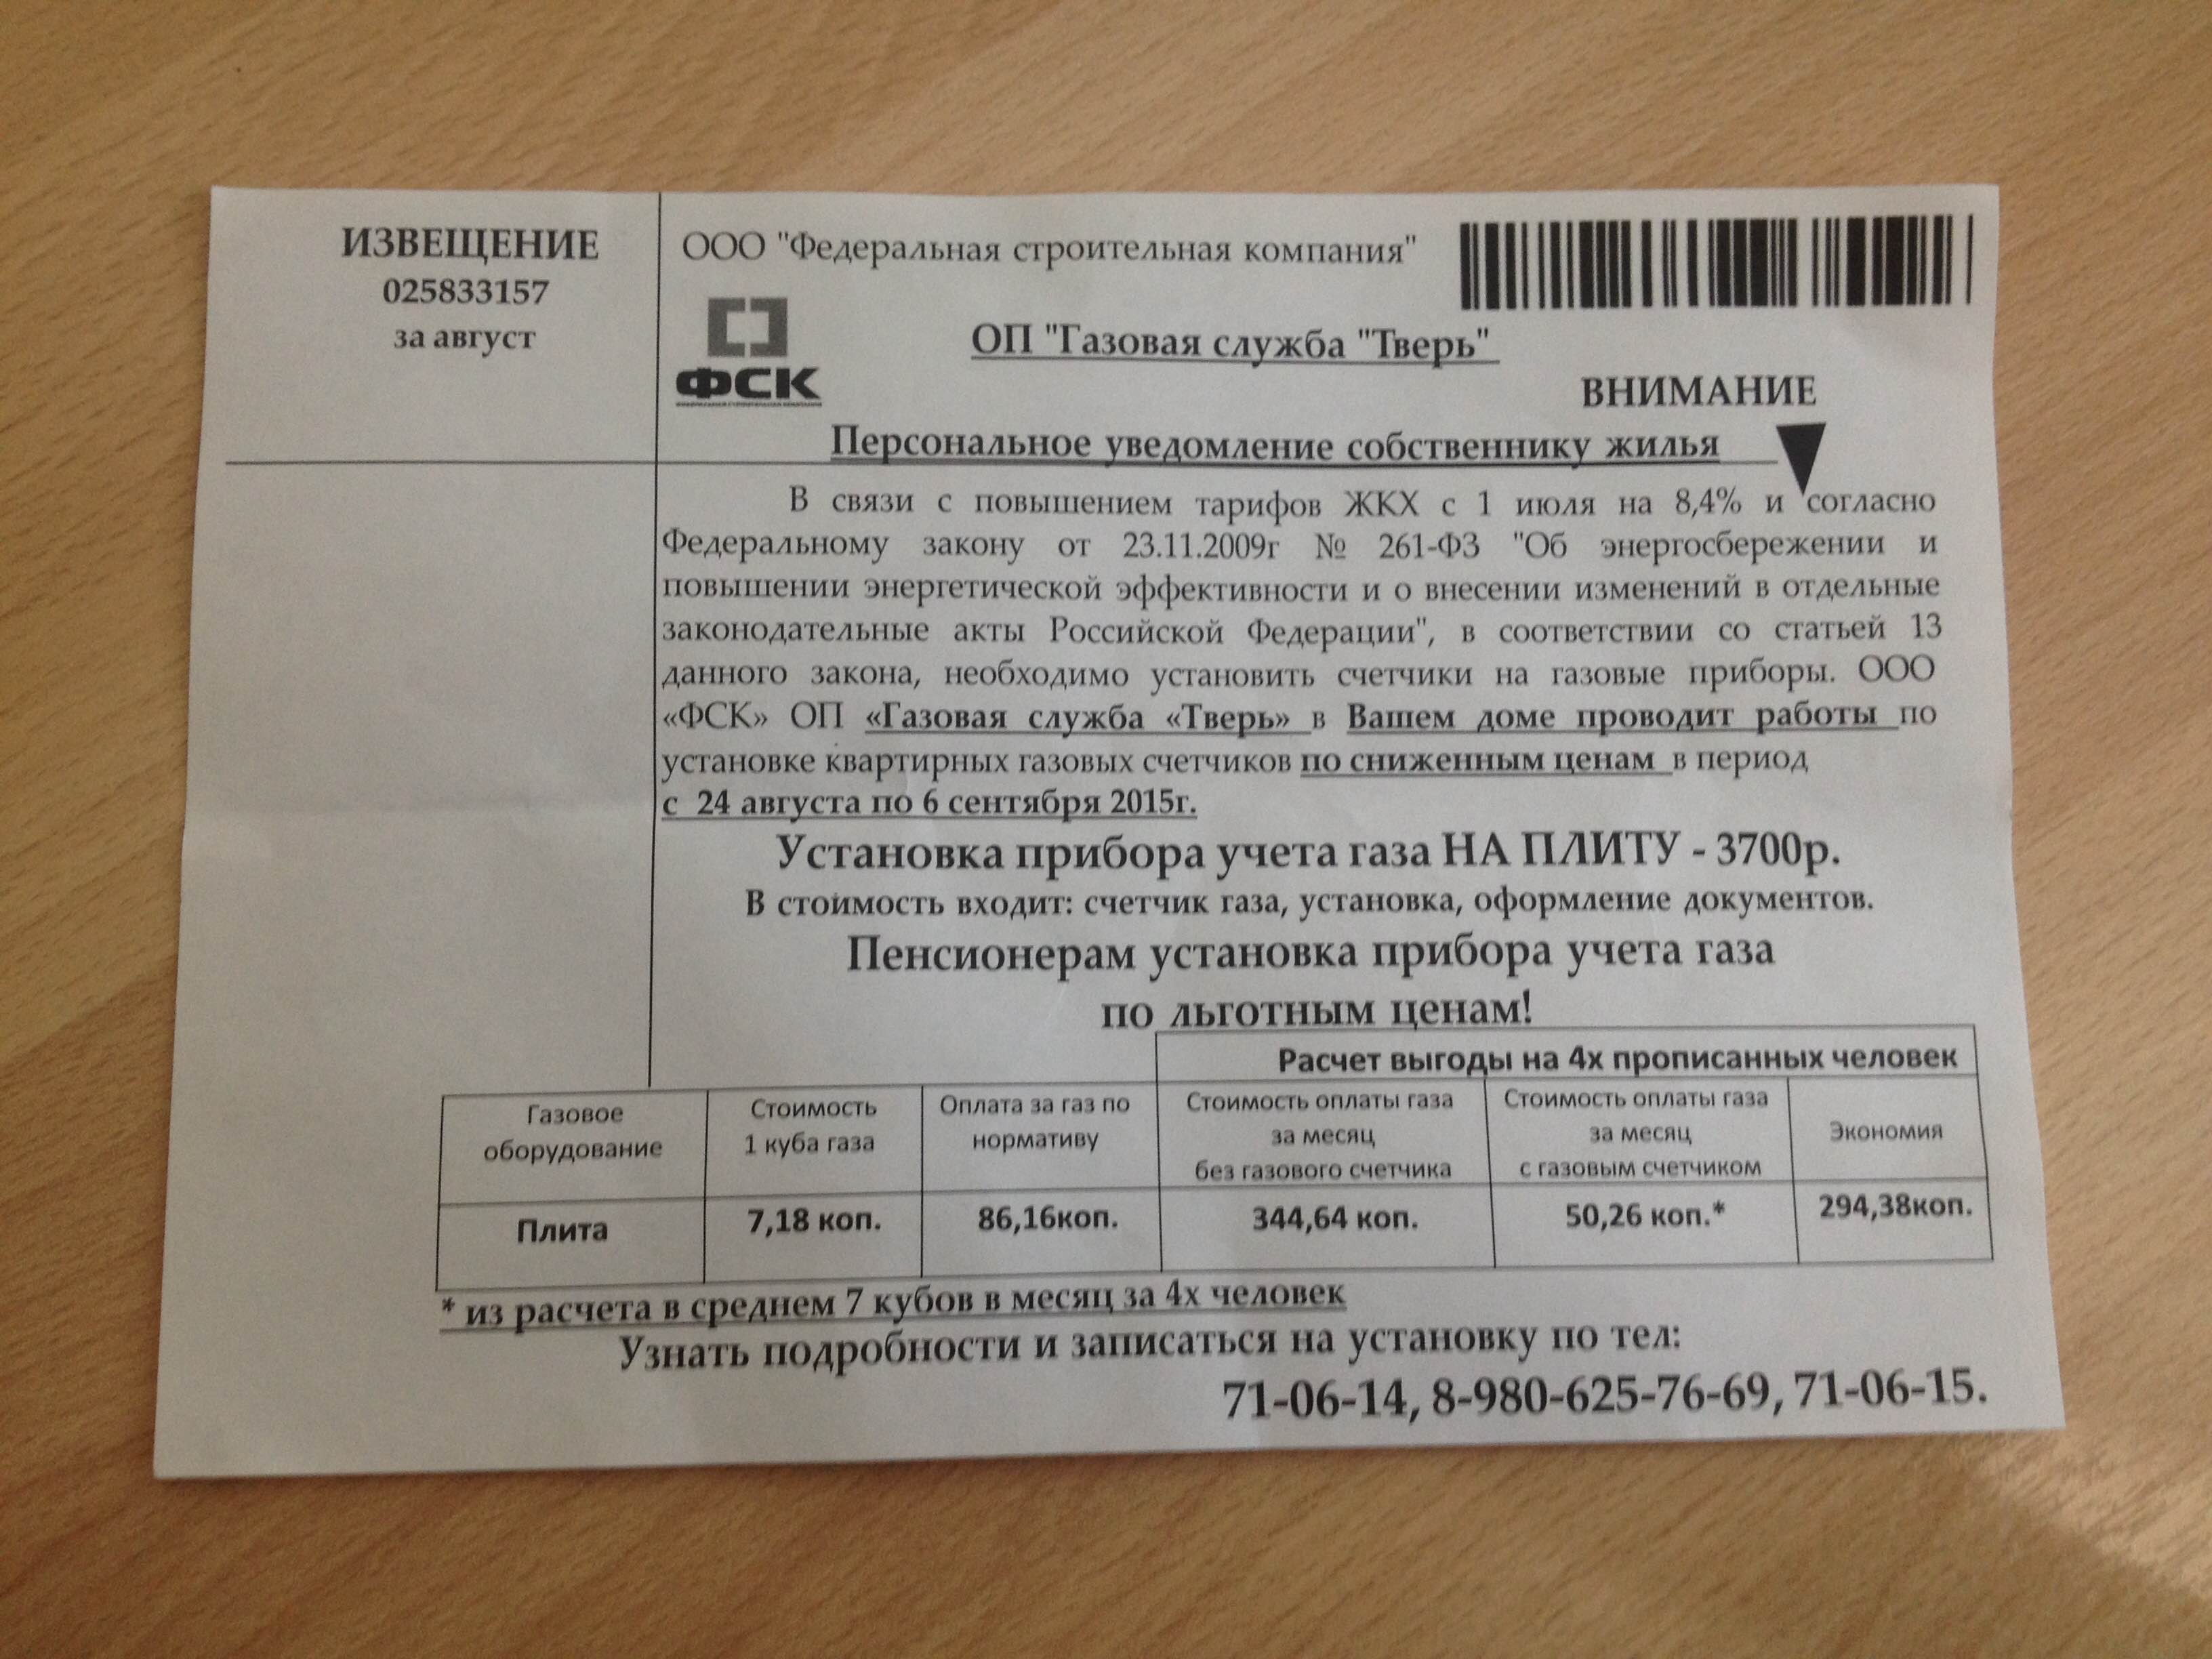 ИЗВЕЩЕНИЕ
025833157
за август
ООО "Федеральная строительная компания"
ФСК
ОП "Газовая служба "Тверь"
ВНИМАНИЕ
Персональное уведомление собственнику жилья
В связи с повышением тарифов ЖКХ с 1 июля на 8,4% и согласно
Федеральному закону от 23.11.2009г № 261-ФЗ "Об энергосбережении и
повышении энергетической эффективности и о внесении изменений в отдельные
законодательные акты Российской Федерации", в соответствии со статьей 13
данного закона, необходимо установить счетчики на газовые приборы. ООО
«ФСК» ОП «Газовая служба «Тверь» в Вашем доме проводит работы по
установке квартирных газовых счетчиков по сниженным ценам в период
с 24 августа по 6 сентября 2015г.
Установка прибора учета газа НА ПЛИТУ - 3700р.
В стоимость входит: счетчик газа, установка, оформление документов.
Пенсионерам установка прибора учета газа
по льготным ценам!
Расчет выгоды на 4х прописанных человек
Газовое
оборудование
Стоимость
1 куба газа
Оплата за газ по
нормативу
Стоимость оплаты газа
за месяц
без газового счетчика
Стоимость оплаты газа
за месяц
с газовым счетчиком
Экономия
Плита
7,18 коп.
86,16коп.
344,64 коп.
50,26 коп.*
294,38коп.
* из расчета в среднем 7 кубов в месяц за 4х человек
Узнать подробности и записаться на установку по тел:
71-06-14, 8-980-625-76-69, 71-06-15.